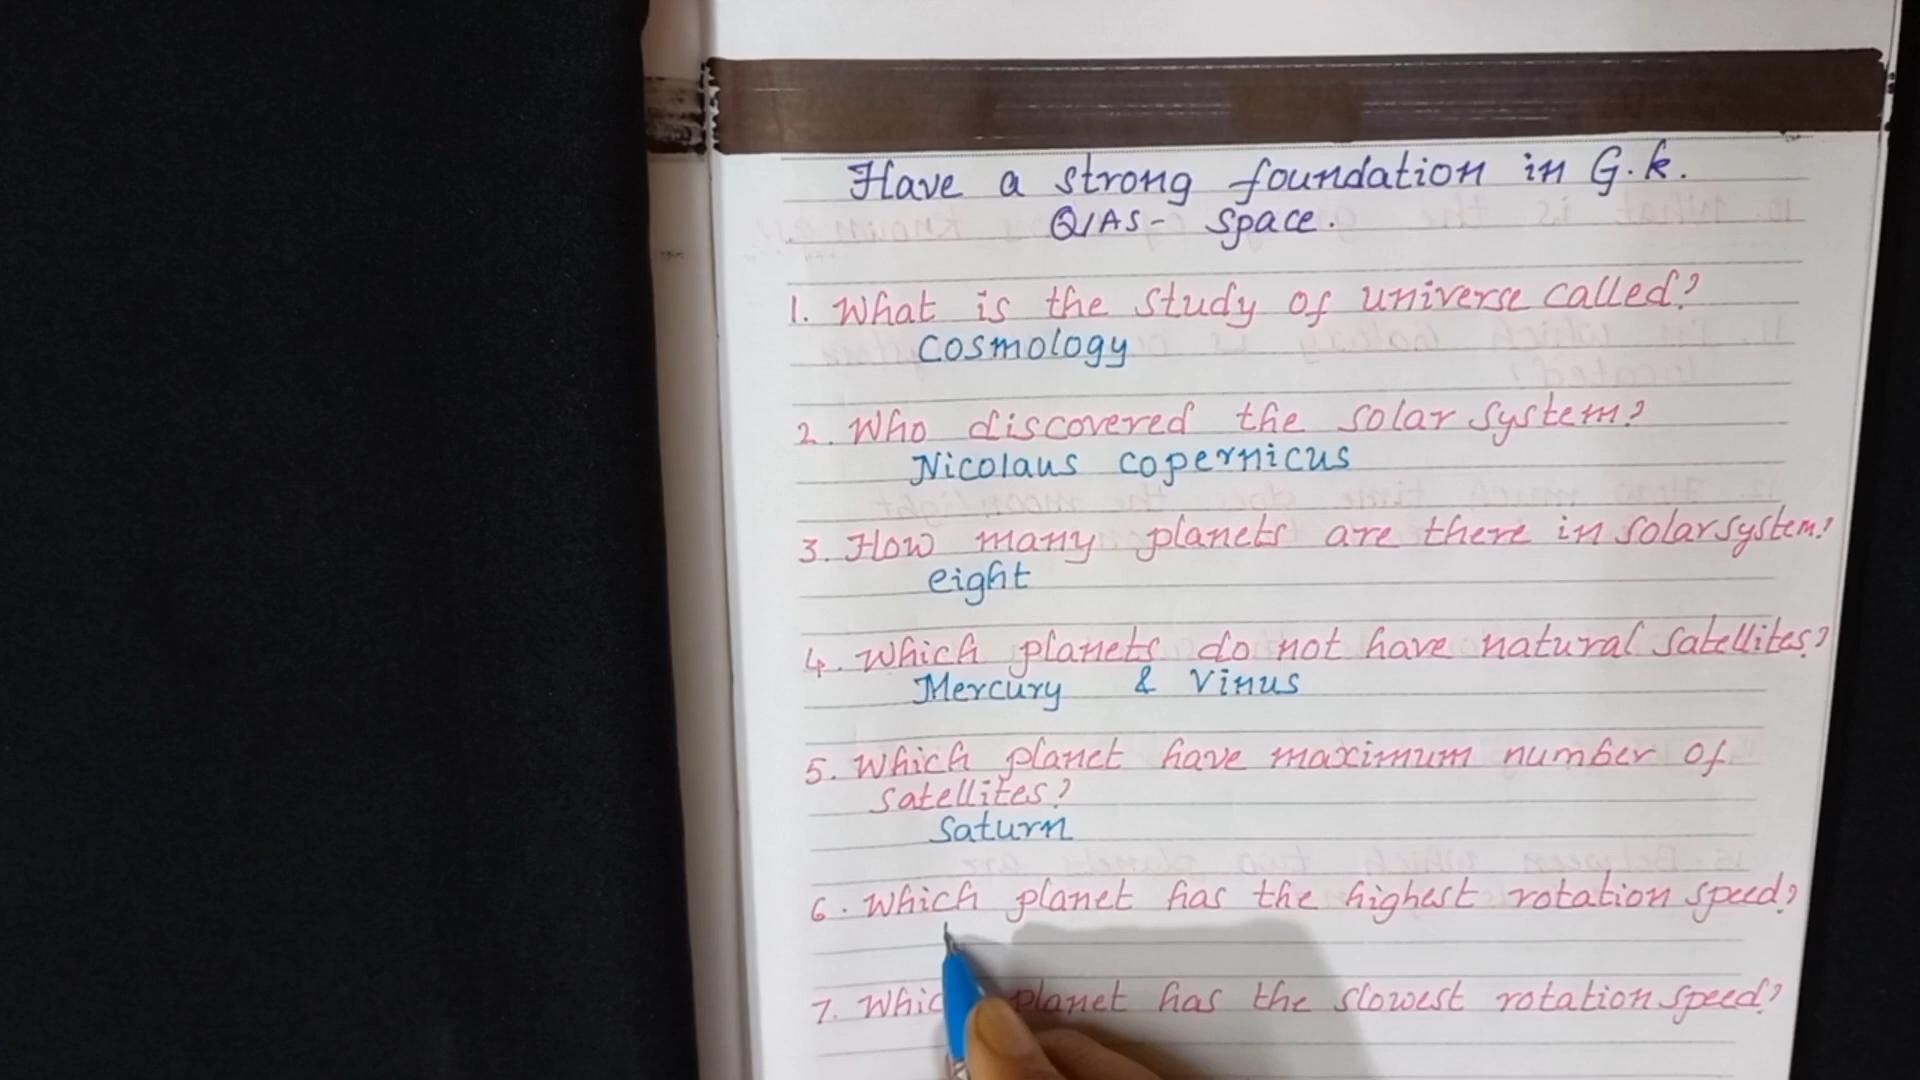 Have a strong foundation in G.k.
Q/AS - Space.
1. What is the study of universe called?
Cosmology
2. Who discovered the solar system?
Nicolaus copernicus
3. How many planets are there in solar system?
eight
4. Which planets do not have natural satellites?
Mercury & Vinus
5. Which planet have maximum number of
satellites?
Saturn
6. Which planet has the highest rotation speed?
7. Which planet has the slowest rotation speed?